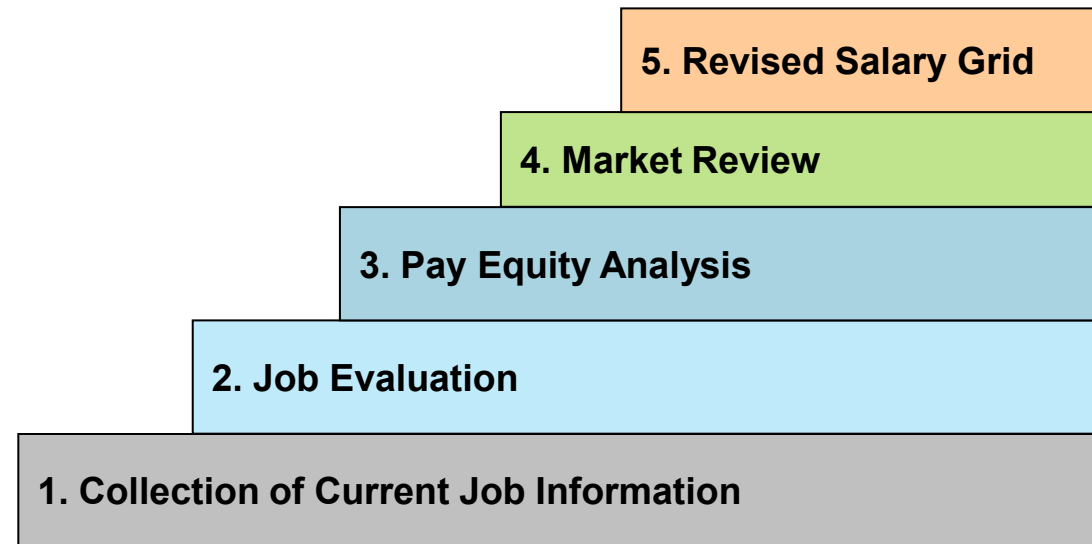 5. Revised Salary Grid
4. Market Review
3. Pay Equity Analysis
2. Job Evaluation
1. Collection of Current Job Information